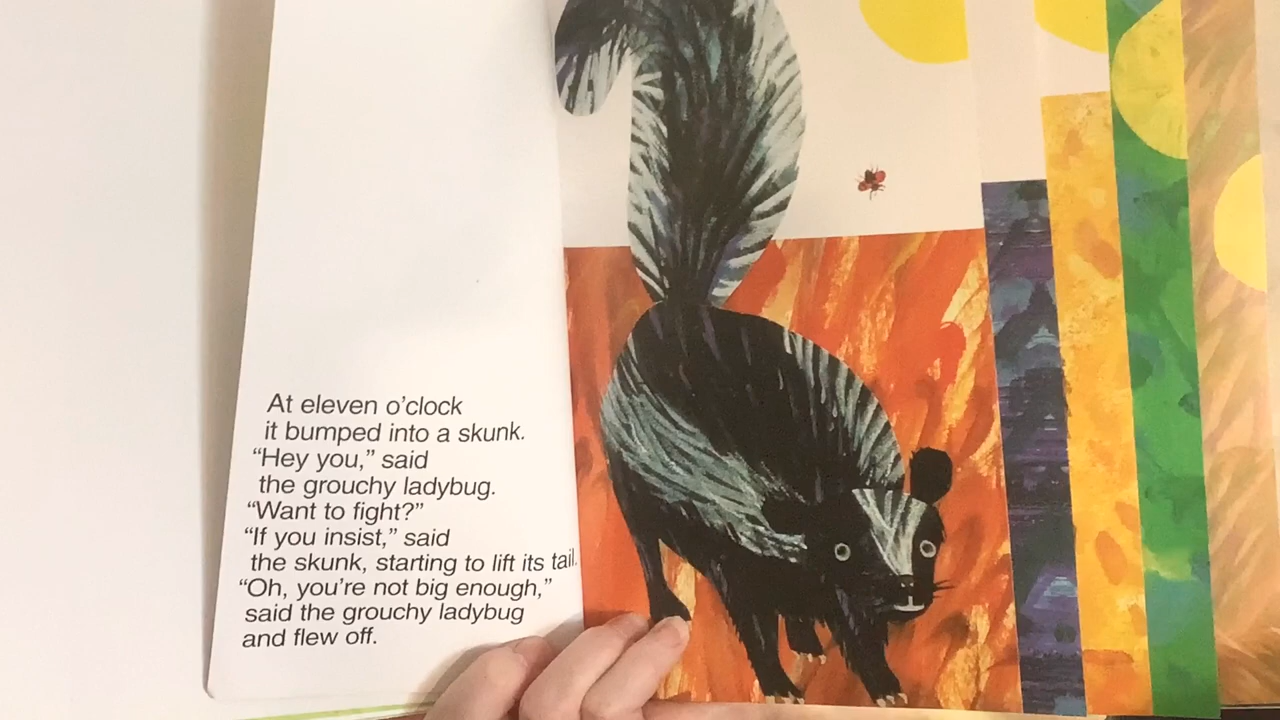 At eleven o’clock
it bumped into a skunk.
“Hey you,” said
the grouchy ladybug.
“Want to fight?”
“If you insist,” said
the skunk, starting to lift its tail.
“Oh, you’re not big enough,”
said the grouchy ladybug
and flew off.